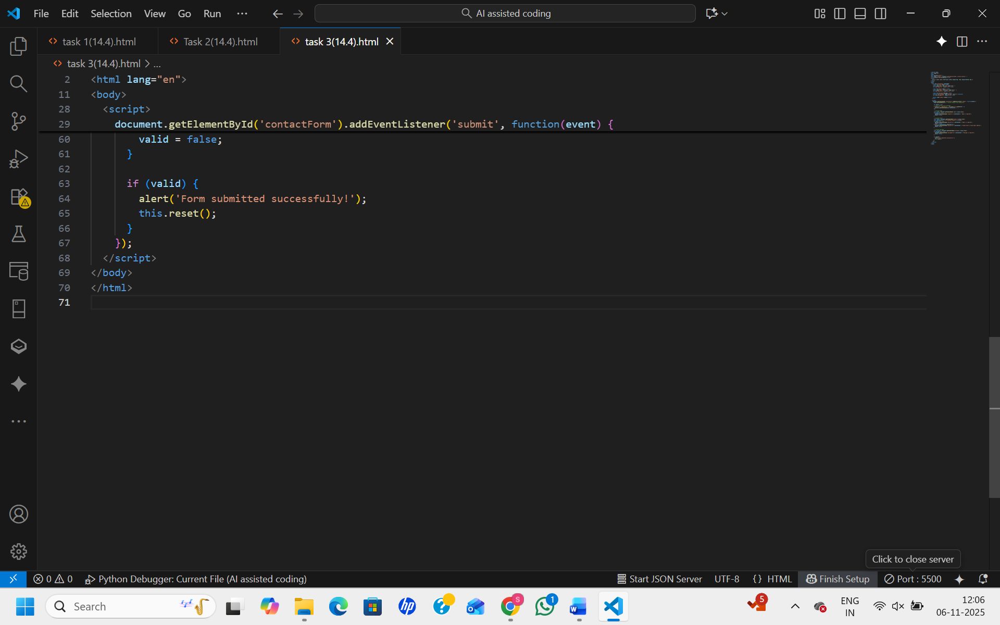 File Edit Selection View Go Run ··· AI assisted coding
task 1(14.4).html Task 2(14.4).html task 3(14.4).html
task 3(14.4).html > ...
2 <html lang="en">
11 <body>
28 <script>
29 document.getElementById('contactForm').addEventListener('submit', function(event) {
60 valid = false;
61 }
62
63 if (valid) {
64 alert('Form submitted successfully!');
65 this.reset();
66 }
67 });
68 </script>
69 </body>
70 </html>
71
Click to close server
0 0 Python Debugger: Current File (AI assisted coding) Start JSON Server UTF-8 {} HTML Finish Setup Port : 5500
Search hp 1 5 ENG 12:06
IN 06-11-2025